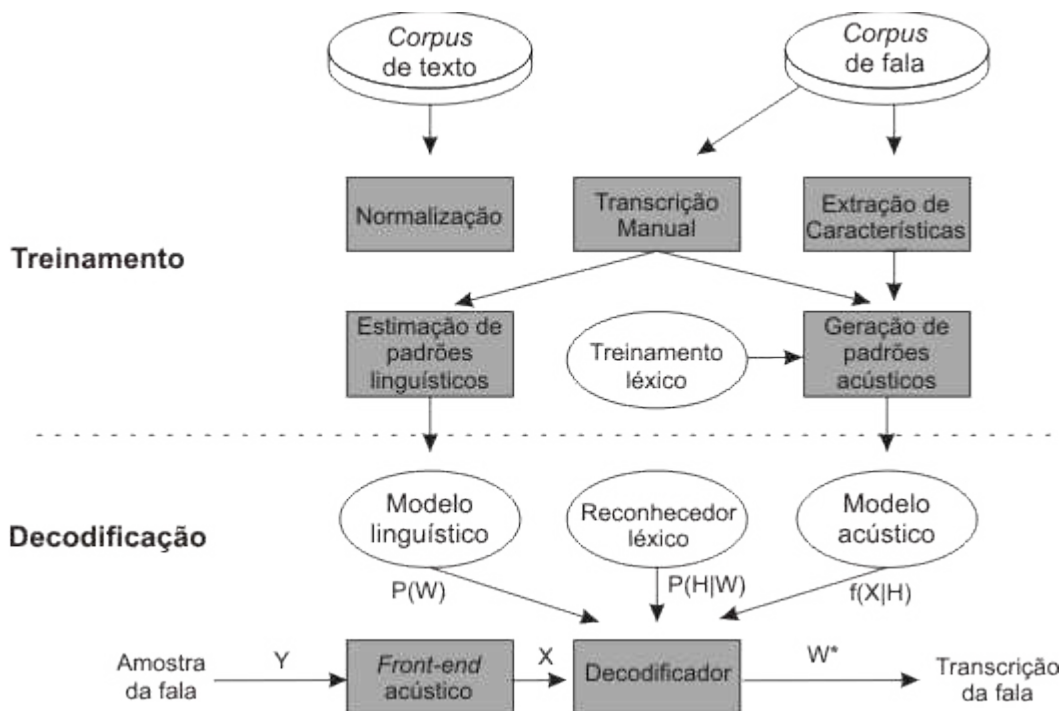 Corpus
de texto
Corpus
de fala
Normalização
Transcrição
Manual
Extração de
Características
Treinamento
Estimação de
padrões
linguísticos
Treinamento
léxico
Geração de
padrões
acústicos
Modelo
linguístico
Reconhecedor
léxico
Modelo
acústico
Decodificação
P(W)
P(H|W)
f(X|H)
Amostra
da fala
Y
Front-end
acústico
X
Decodificador
W*
Transcrição
da fala